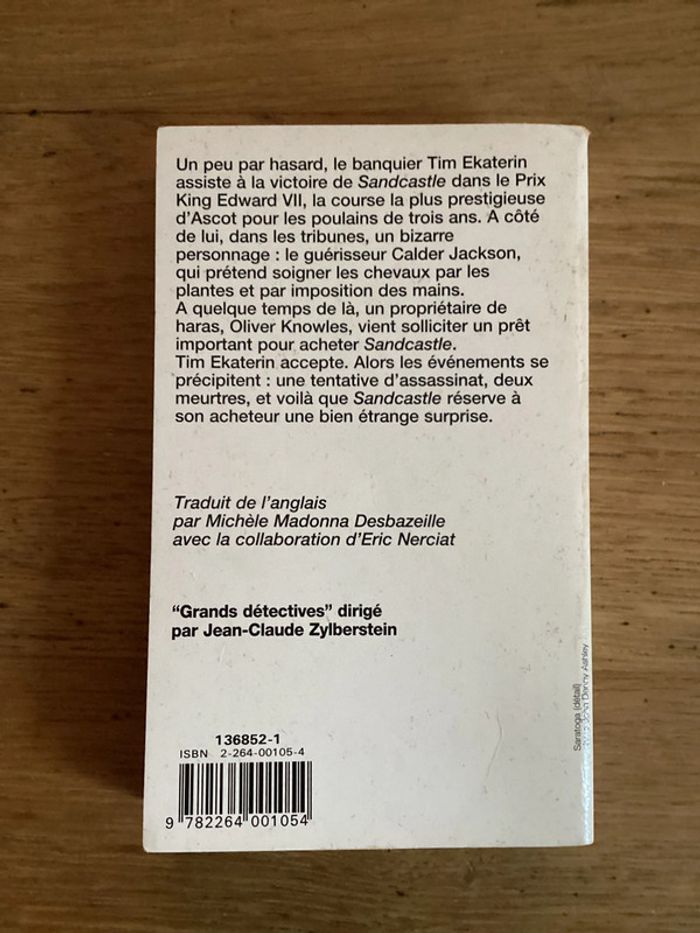 Un peu par hasard, le banquier Tim Ekaterin
assiste à la victoire de Sandcastle dans le Prix
King Edward VII, la course la plus prestigieuse
d'Ascot pour les poulains de trois ans. A côté
de lui, dans les tribunes, un bizarre
personnage : le guérisseur Calder Jackson,
qui prétend soigner les chevaux par les
plantes et par imposition des mains.
A quelque temps de là, un propriétaire de
haras, Oliver Knowles, vient solliciter un prêt
important pour acheter Sandcastle.
Tim Ekaterin accepte. Alors les événements se
précipitent : une tentative d'assassinat, deux
meurtres, et voilà que Sandcastle réserve à
son acheteur une bien étrange surprise.
Traduit de l'anglais
par Michèle Madonna Desbazeille
avec la collaboration d'Eric Nerciat
"Grands détectives" dirigé
par Jean-Claude Zylberstein
Saratoga (détail)
Ashley
136852-1
ISBN 2-264-00105-4
9 782264 001054